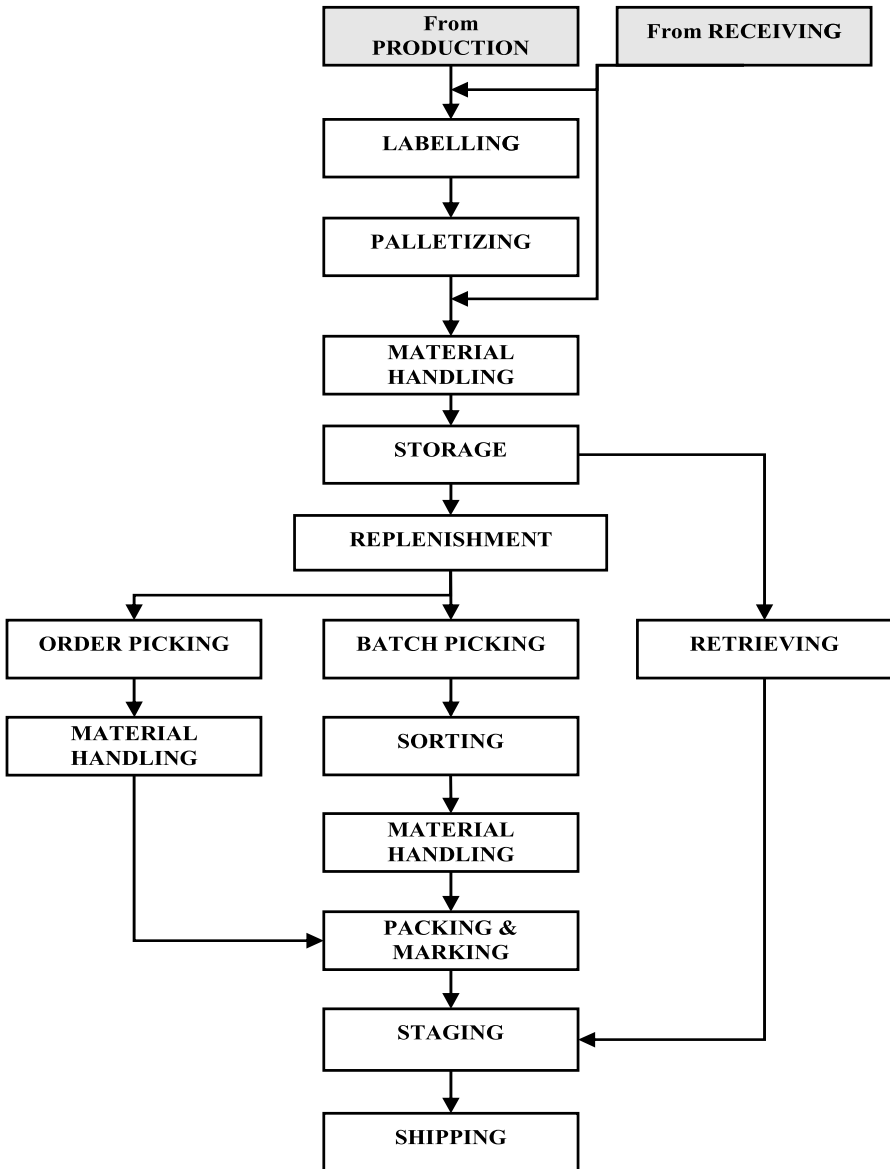 From
PRODUCTION
From RECEIVING
LABELLING
PALLETIZING
MATERIAL
HANDLING
STORAGE
REPLENISHMENT
ORDER PICKING
BATCH PICKING
RETRIEVING
MATERIAL
HANDLING
SORTING
MATERIAL
HANDLING
PACKING &
MARKING
STAGING
SHIPPING